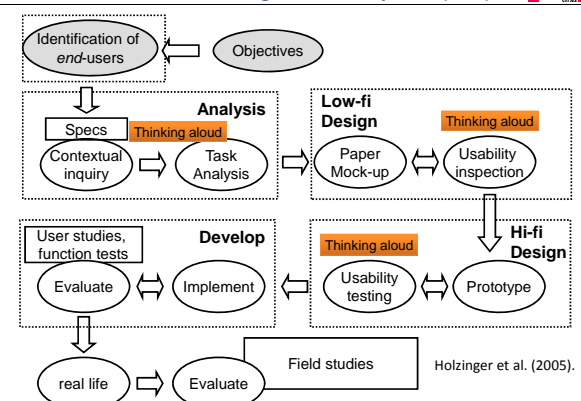 Identification of
end-users
Objectives
Analysis
Specs
Thinking aloud
Contextual
inquiry
Task
Analysis
Low-fi
Design
Thinking aloud
Paper
Mock-up
Usability
inspection
Hi-fi
Design
Thinking aloud
Usability
testing
Prototype
Develop
User studies,
function tests
Evaluate
Implement
real life
Evaluate
Field studies
Holzinger et al. (2005).